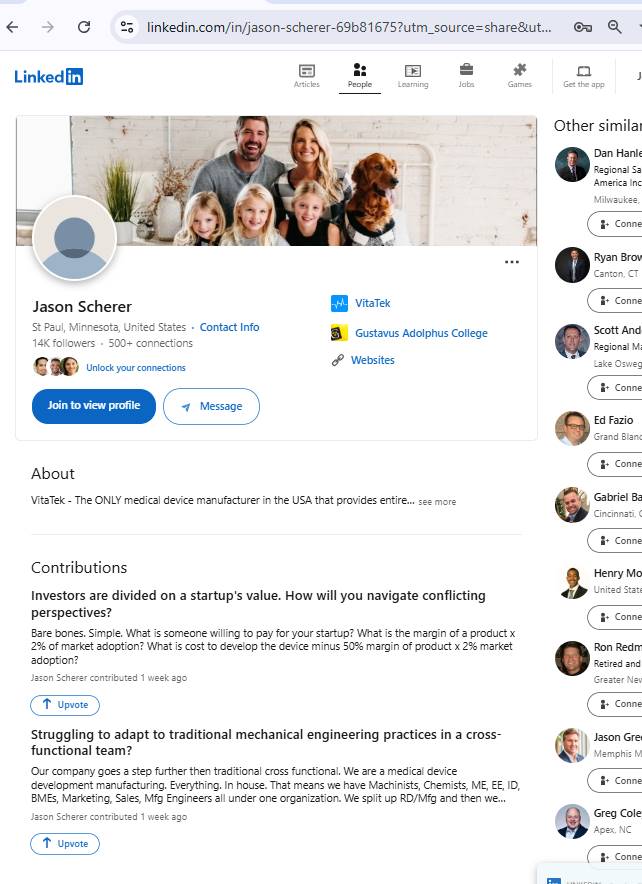 linkedin.com/in/jason-scherer-69b81675?utm_source=share&ut...
Linked in
Articles
People
Learning
Jobs
Games
Get the app
Jason Scherer
St Paul, Minnesota, United States · Contact Info
14K followers · 500+ connections
Unlock your connections
Join to view profile
Message
VitaTek
Gustavus Adolphus College
Websites
About
VitaTek - The ONLY medical device manufacturer in the USA that provides entire... see more
Contributions
Investors are divided on a startup's value. How will you navigate conflicting
perspectives?
Bare bones. Simple. What is someone willing to pay for your startup? What is the margin of a product x
2% of market adoption? What is cost to develop the device minus 50% margin of product x 2% market
adoption?
Jason Scherer contributed 1 week ago
Upvote
Struggling to adapt to traditional mechanical engineering practices in a cross-
functional team?
Our company goes a step further then traditional cross functional. We are a medical device
development manufacturing. Everything. In house. That means we have Machinists, Chemists, ME, EE, ID,
BMEs, Marketing, Sales, Mfg Engineers all under one organization. We split up RD/Mfg and then we...
Jason Scherer contributed 1 week ago
Upvote
Other similar
Dan Hanle
Regional Sa
America Inc
Milwaukee,
Conne
Ryan Brow
Canton, CT
Conne
Scott And
Regional Ma
Lake Osweg
Conne
Ed Fazio
Grand Blanc
Conne
Gabriel Ba
Cincinnati, O
Conne
Henry Mo
United State
Conne
Ron Redm
Retired and
Greater New
Conne
Jason Gree
Memphis M
Conne
Greg Cole
Apex, NC
Conne
LINKEDIN